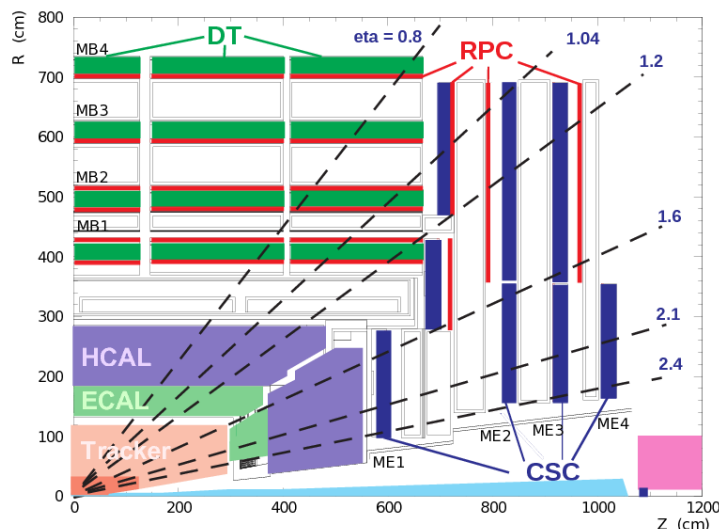 R (cm)
800
700
600
500
400
300
200
100
0
MB4
DT
eta = 0.8
RPC
1.04
1.2
MB3
MB2
MB1
1.6
2.1
2.4
HCAL
ECAL
Tracker
ME1
ME2
ME3
ME4
CSC
0
200
400
600
800
1000
1200
Z (cm)